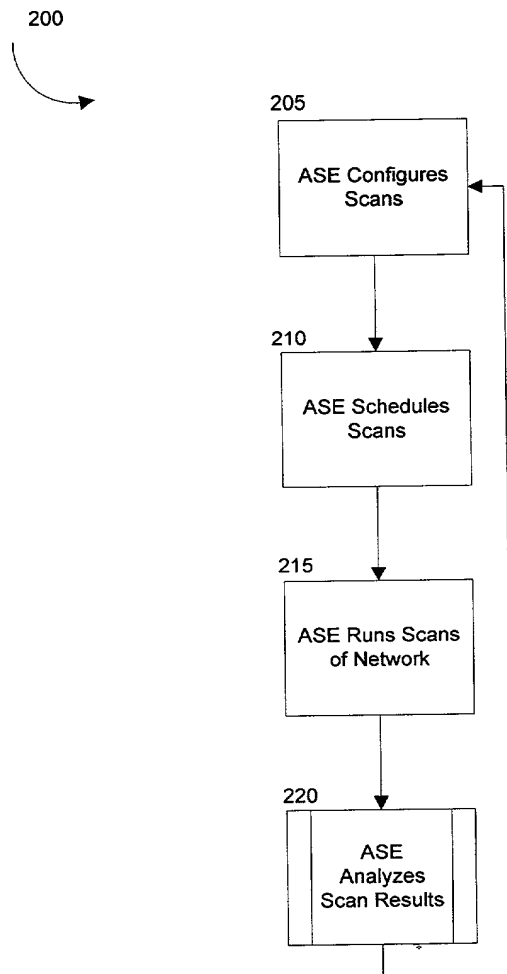 200
205
ASE Configures
Scans
210
ASE Schedules
Scans
215
ASE Runs Scans
of Network
220
ASE
Analyzes
Scan Results